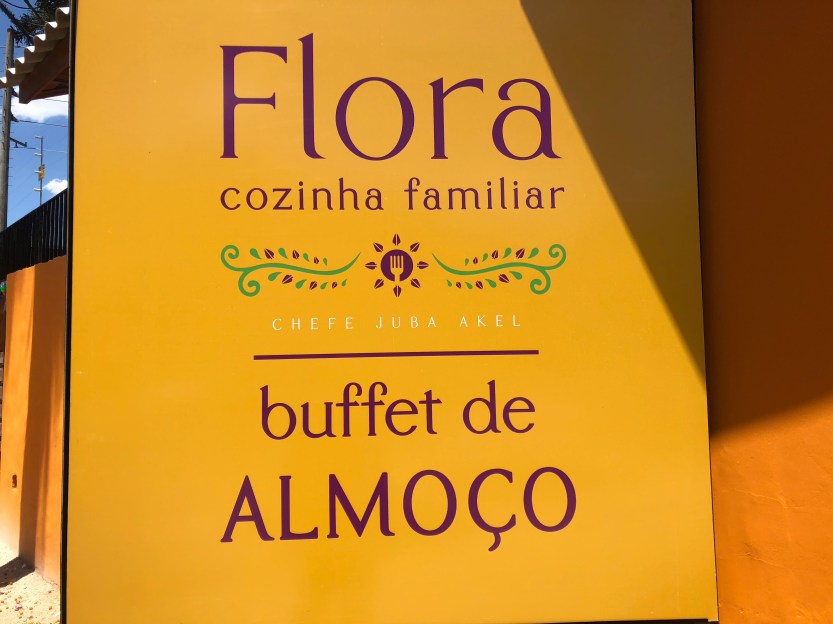 Flora
cozinha familiar
CHEFE JUBA AKEL
buffet de
ALMOÇO